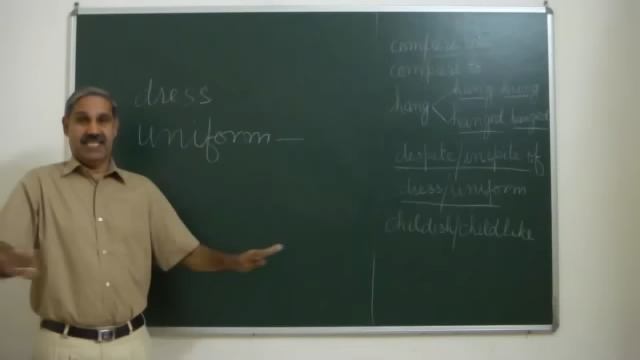 dress
uniform —
compare with
compare to
hang < hung hung
hanged hanged
despite/inspite of
dress/uniform
childish/childlike